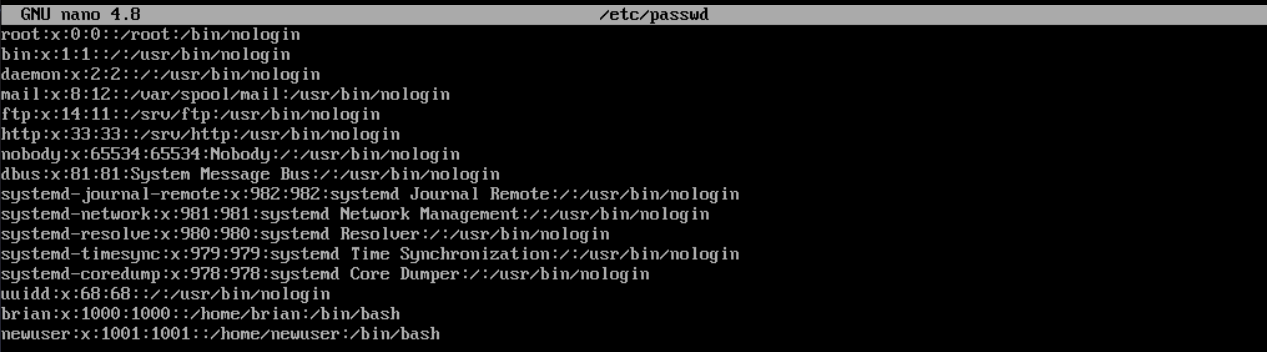 GNU nano 4.8 /etc/passwd
root:x:0:0::/root:/bin/nologin
bin:x:1:1::/:/usr/bin/nologin
daemon:x:2:2::/:/usr/bin/nologin
mail:x:8:12::/var/spool/mail:/usr/bin/nologin
ftp:x:14:11::/srv/ftp:/usr/bin/nologin
http:x:33:33::/srv/http:/usr/bin/nologin
nobody:x:65534:65534:Nobody:/:/usr/bin/nologin
dbus:x:81:81:System Message Bus:/:/usr/bin/nologin
systemd-journal-remote:x:982:982:systemd Journal Remote:/:/usr/bin/nologin
systemd-network:x:981:981:systemd Network Management:/:/usr/bin/nologin
systemd-resolve:x:980:980:systemd Resolver:/:/usr/bin/nologin
systemd-timesync:x:979:979:systemd Time Synchronization:/:/usr/bin/nologin
systemd-coredump:x:978:978:systemd Core Dumper:/:/usr/bin/nologin
uuidd:x:68:68::/:/usr/bin/nologin
brian:x:1000:1000::/home/brian:/bin/bash
newuser:x:1001:1001::/home/newuser:/bin/bash